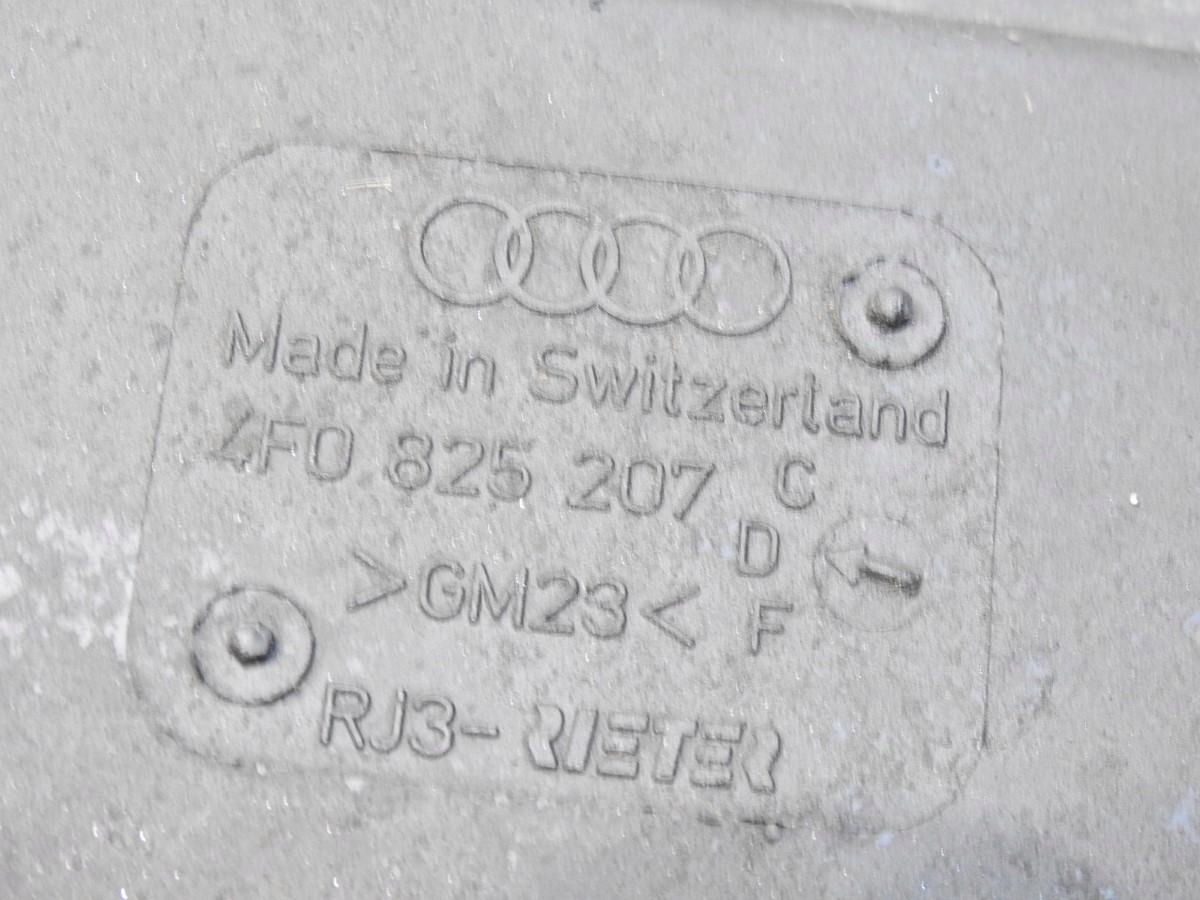 Made in Switzerland
4F0 825 207 C
D
>GM23< F
RJ3-RIETER